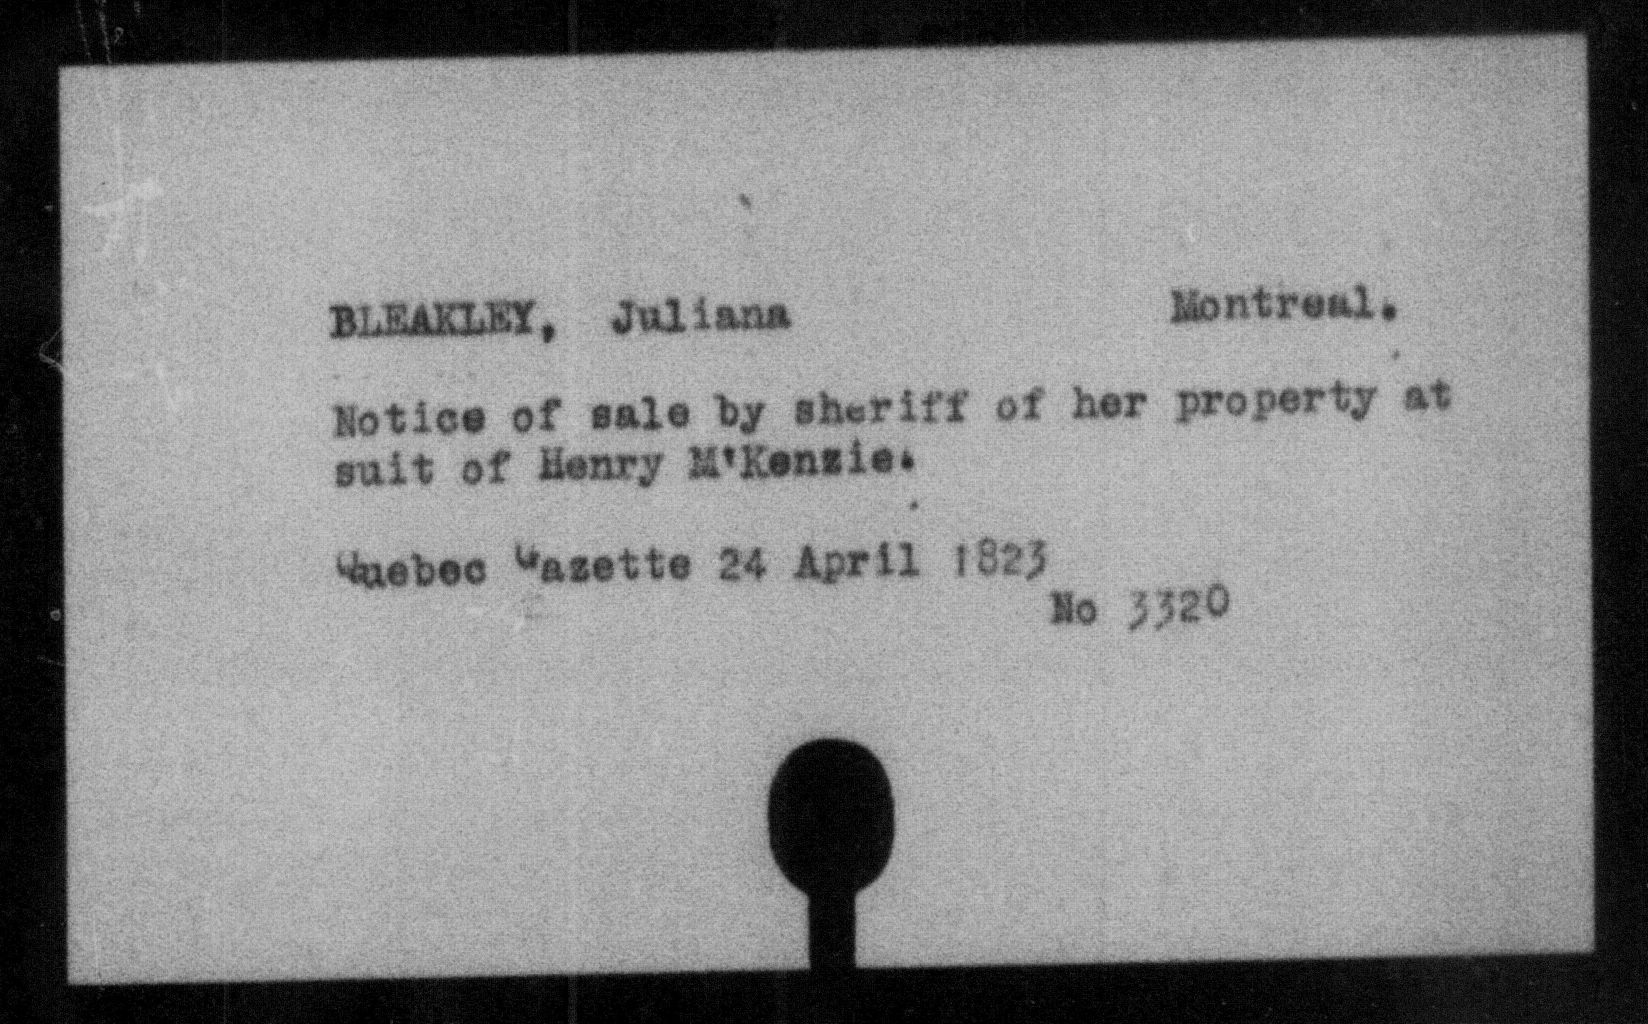 BLEAKLEY, Juliana Montreal.
Notice of sale by sheriff of her property at
suit of Henry M'Kenzie.
Quebec Gazette 24 April 1823
No 3320